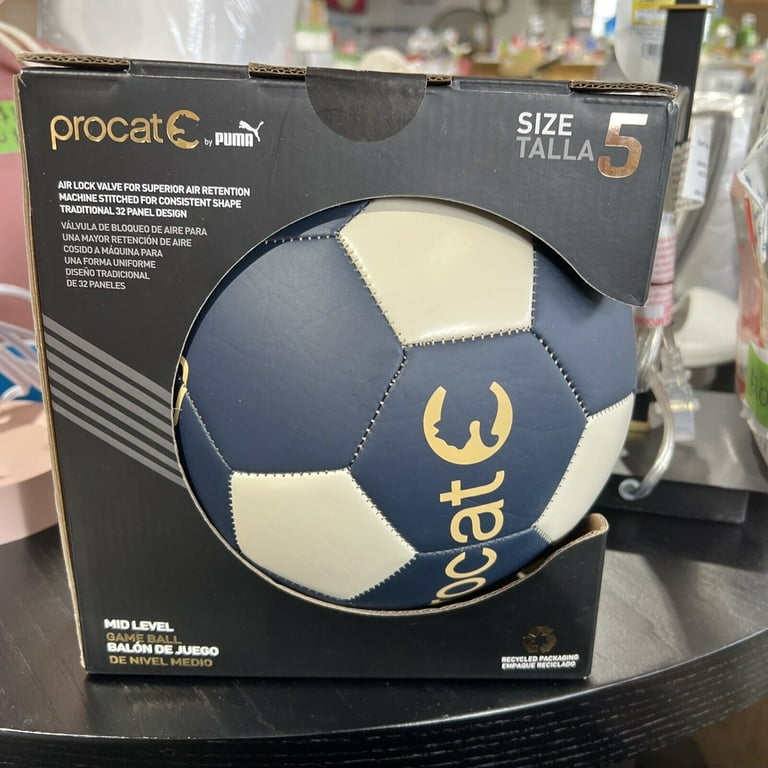 procat by PUMA
SIZE
TALLA 5
AIR LOCK VALVE FOR SUPERIOR AIR RETENTION
MACHINE STITCHED FOR CONSISTENT SHAPE
TRADITIONAL 32 PANEL DESIGN
VÁLVULA DE BLOQUEO DE AIRE PARA
UNA MAYOR RETENCIÓN DE AIRE
COSIDO A MÁQUINA PARA
UNA FORMA UNIFORME
DISEÑO TRADICIONAL
DE 32 PANELES
ocat
MID LEVEL
GAME BALL
BALÓN DE JUEGO
DE NIVEL MEDIO
RECYCLED PACKAGING
EMPAQUE RECICLADO